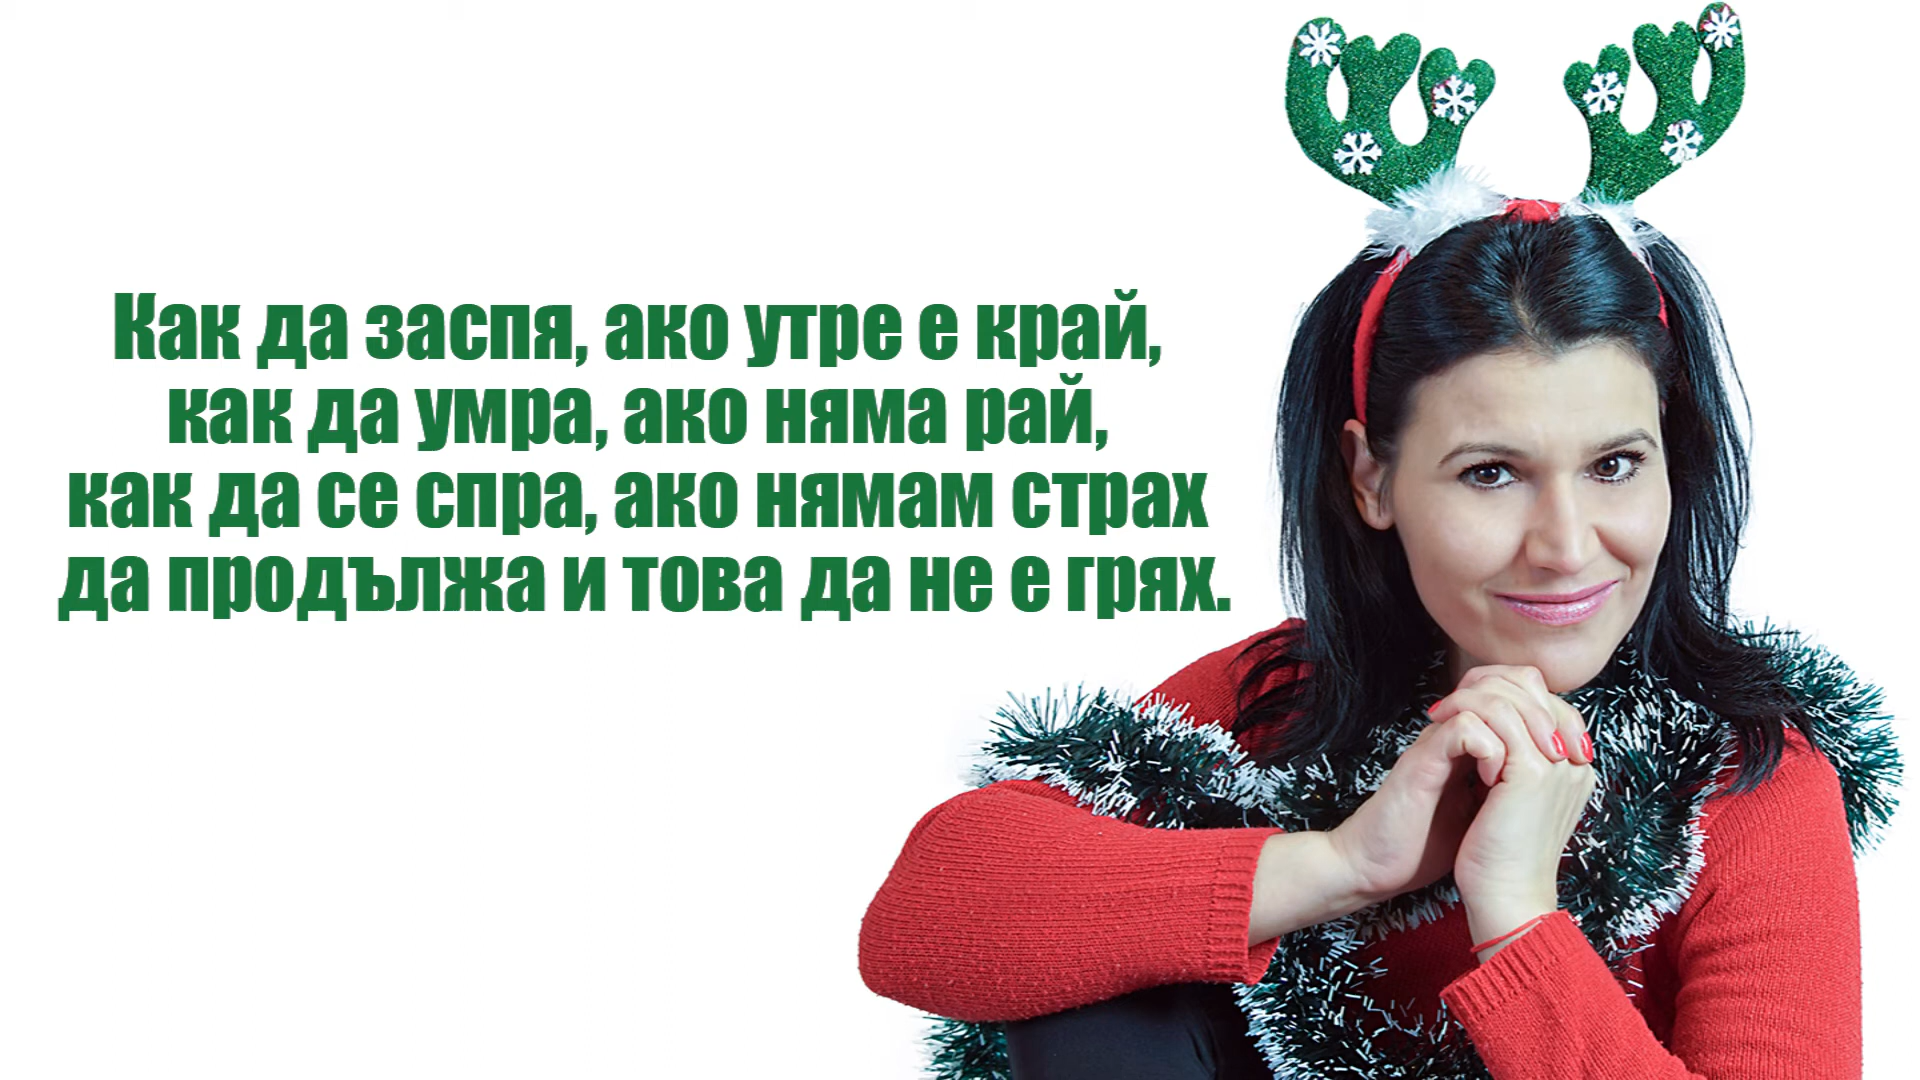 Как да заспя, ако утре е край,
как да умра, ако няма рай,
как да се спра, ако нямам страх
да продължа и това да не е грях.